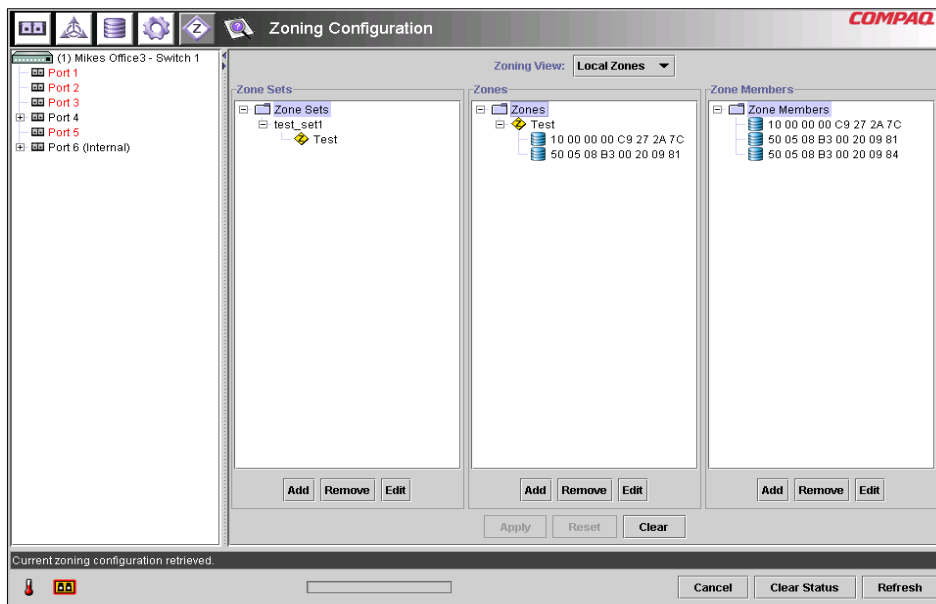 Zoning Configuration
COMPAQ
(1) Mikes Office3 - Switch 1
Port 1
Port 2
Port 3
Port 4
Port 5
Port 6 (Internal)
Zoning View: Local Zones
Zone Sets
Zone Sets
test_set1
Test
Add Remove Edit
Zones
Zones
Test
10 00 00 00 C9 27 2A 7C
50 05 08 B3 00 20 09 81
Add Remove Edit
Zone Members
Zone Members
10 00 00 00 C9 27 2A 7C
50 05 08 B3 00 20 09 81
50 05 08 B3 00 20 09 84
Add Remove Edit
Apply Reset Clear
Current zoning configuration retrieved.
Cancel Clear Status Refresh